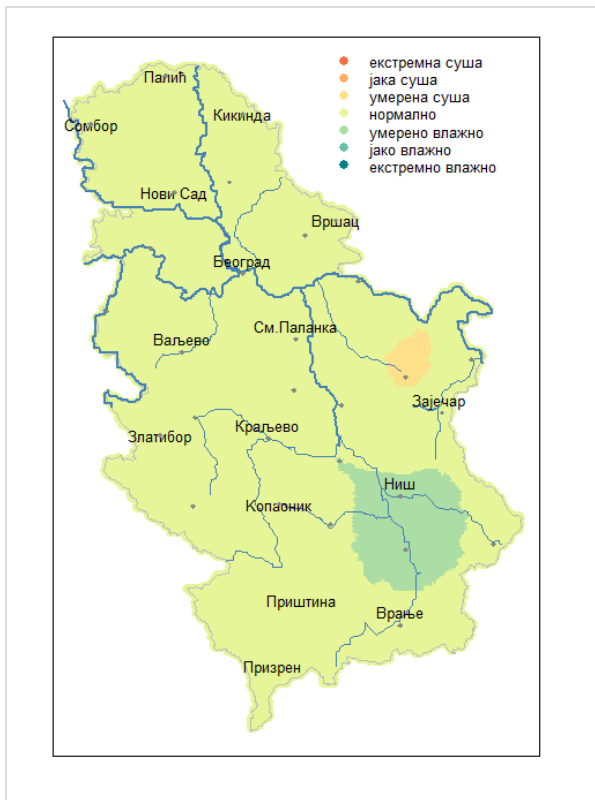 екстремна суша
јака суша
умерена суша
нормално
умерено влажно
јако влажно
екстремно влажно
Палић
Кикинда
Сомбор
Нови Сад
Вршац
Београд
См.Паланка
Ваљево
Зајечар
Краљево
Златибор
Ниш
Копаоник
Приштина
Врање
Призрен